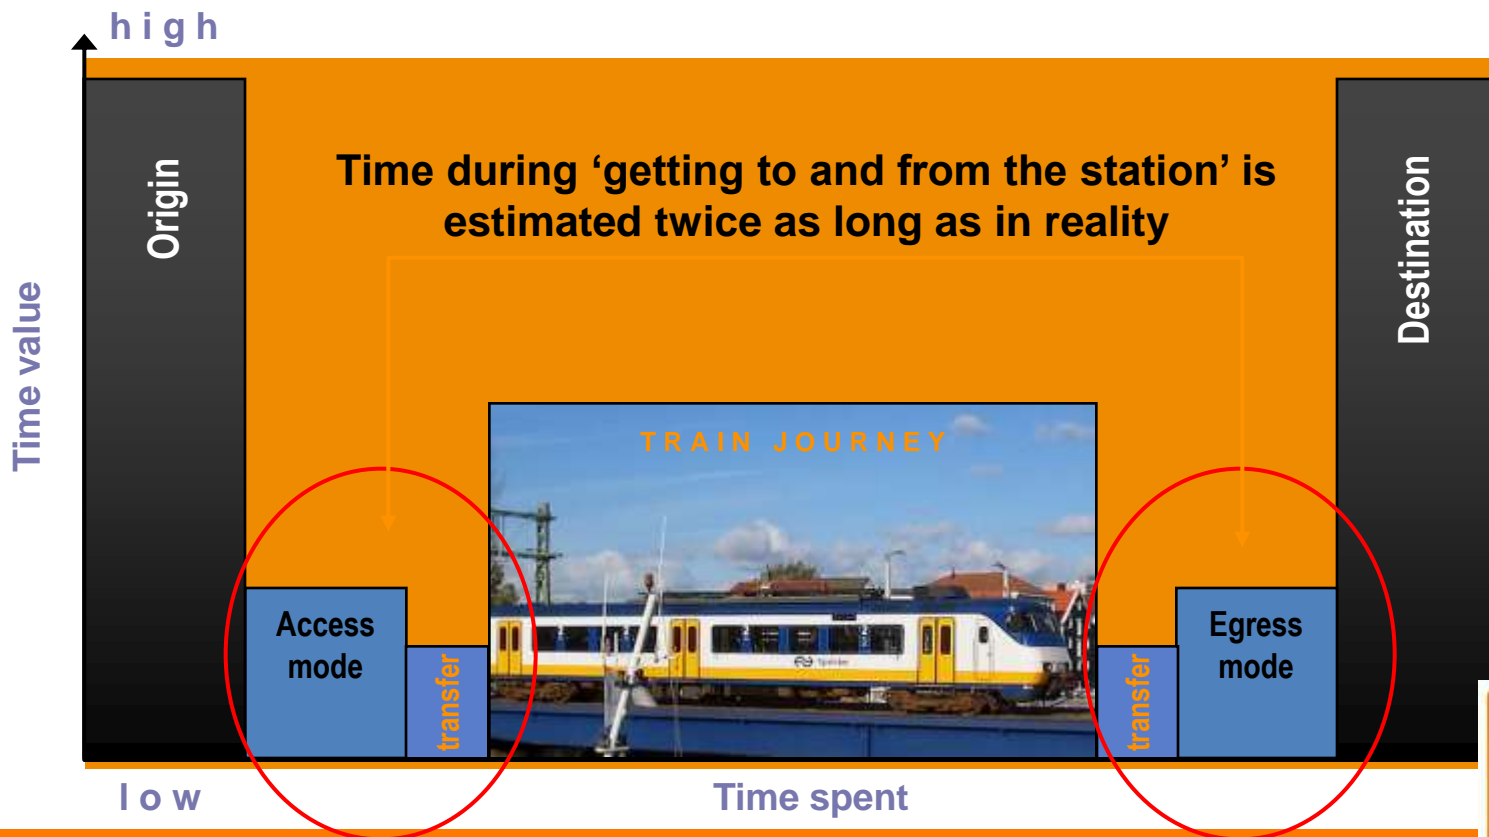 high
Time value
Origin
Time during ‘getting to and from the station’ is
estimated twice as long as in reality
Destination
TRAIN JOURNEY
Access
mode
transfer
transfer
Egress
mode
low
Time spent